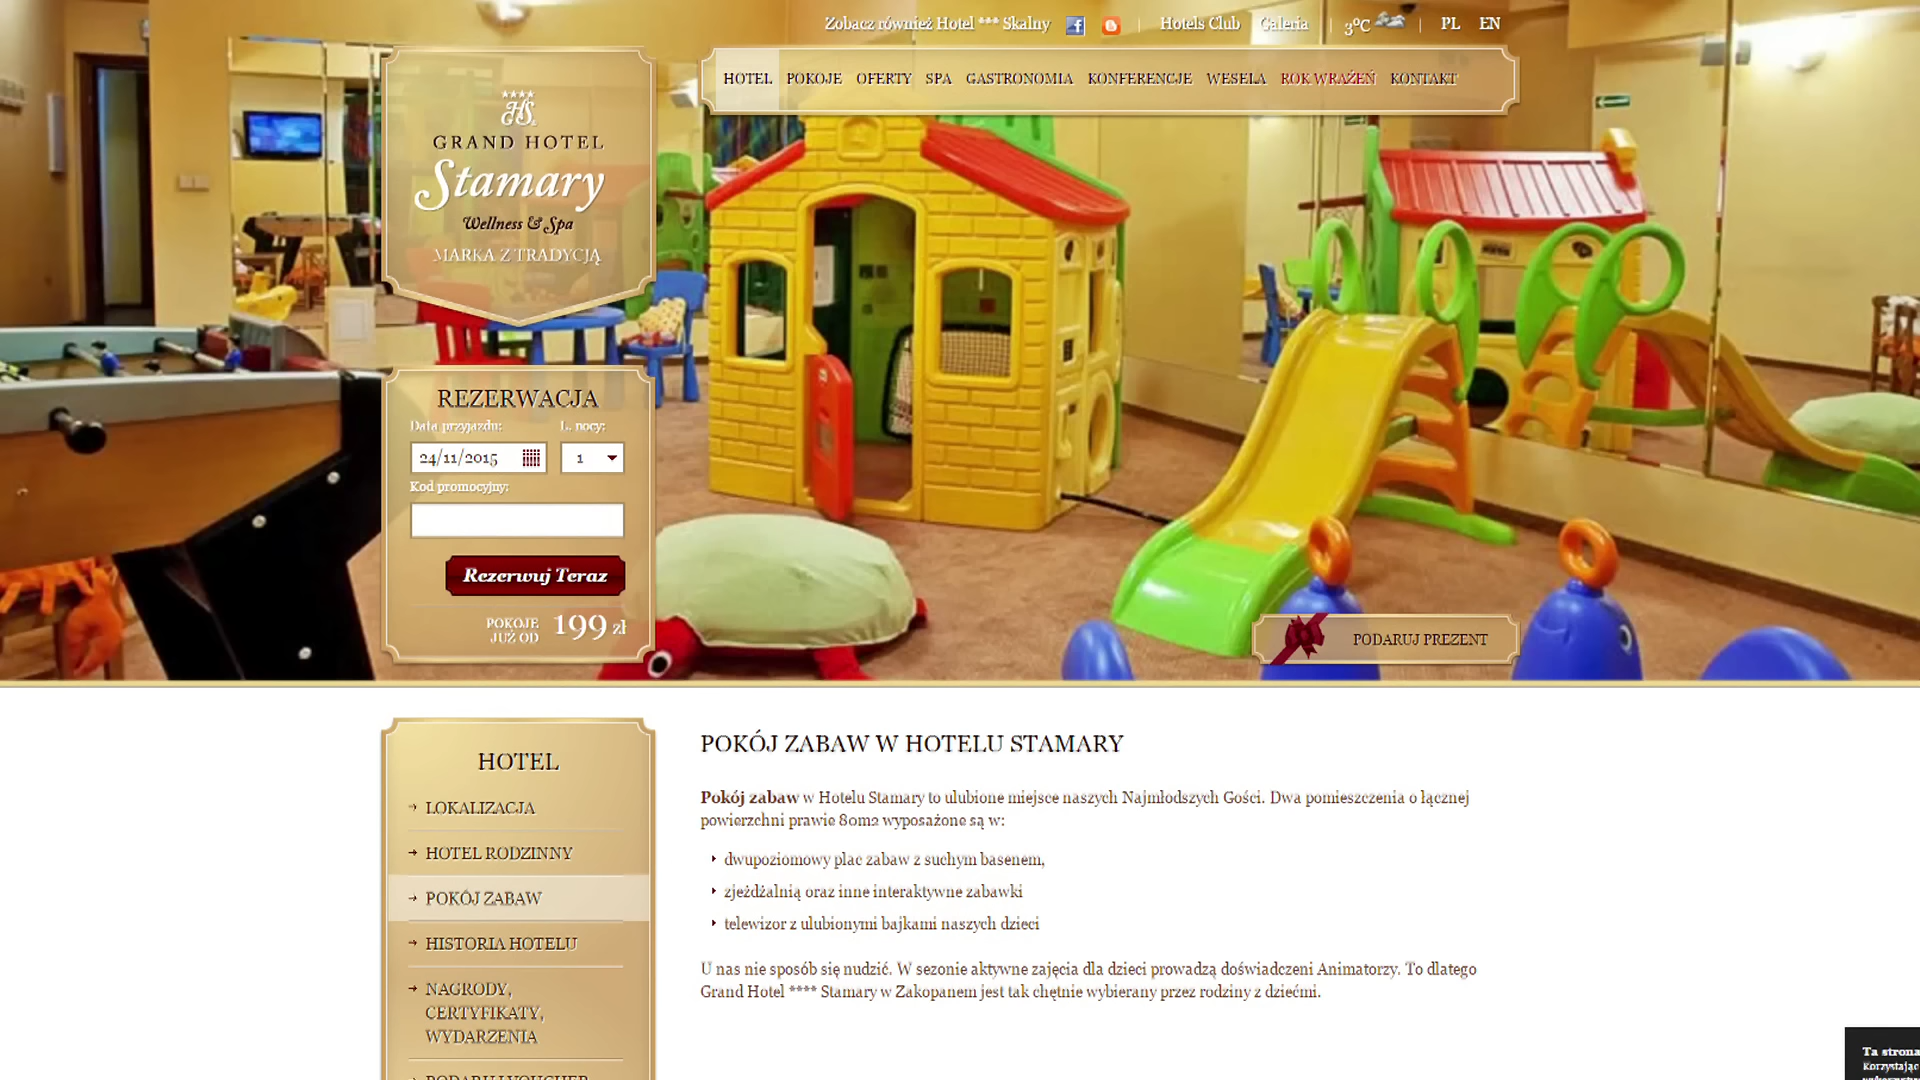 Zobacz również Hotel *** Skalny | Hotels Club Galeria | 3°C | PL EN
HOTEL POKOJE OFERTY SPA GASTRONOMIA KONFERENCJE WESELA ROK WRAŻEŃ KONTAKT
GRAND HOTEL
Stamary
Wellness & Spa
MARKA Z TRADYCJĄ
REZERWACJA
Data przyjazdu: L. nocy:
24/11/2015 1
Kod promocyjny:
Rezerwuj Teraz
POKOJE
JUŻ OD 199 zł
PODARUJ PREZENT
HOTEL
→ LOKALIZACJA
→ HOTEL RODZINNY
→ POKÓJ ZABAW
→ HISTORIA HOTELU
→ NAGRODY,
CERTYFIKATY,
WYDARZENIA
PODARUJ VOUCHER
POKÓJ ZABAW W HOTELU STAMARY
Pokój zabaw w Hotelu Stamary to ulubione miejsce naszych Najmłodszych Gości. Dwa pomieszczenia o łącznej
powierzchni prawie 80m2 wyposażone są w:
dwupoziomowy plac zabaw z suchym basenem,
zjeżdżalnią oraz inne interaktywne zabawki
telewizor z ulubionymi bajkami naszych dzieci
U nas nie sposób się nudzić. W sezonie aktywne zajęcia dla dzieci prowadzą doświadczeni Animatorzy. To dlatego
Grand Hotel **** Stamary w Zakopanem jest tak chętnie wybierany przez rodziny z dziećmi.
Ta strona
Korzystając